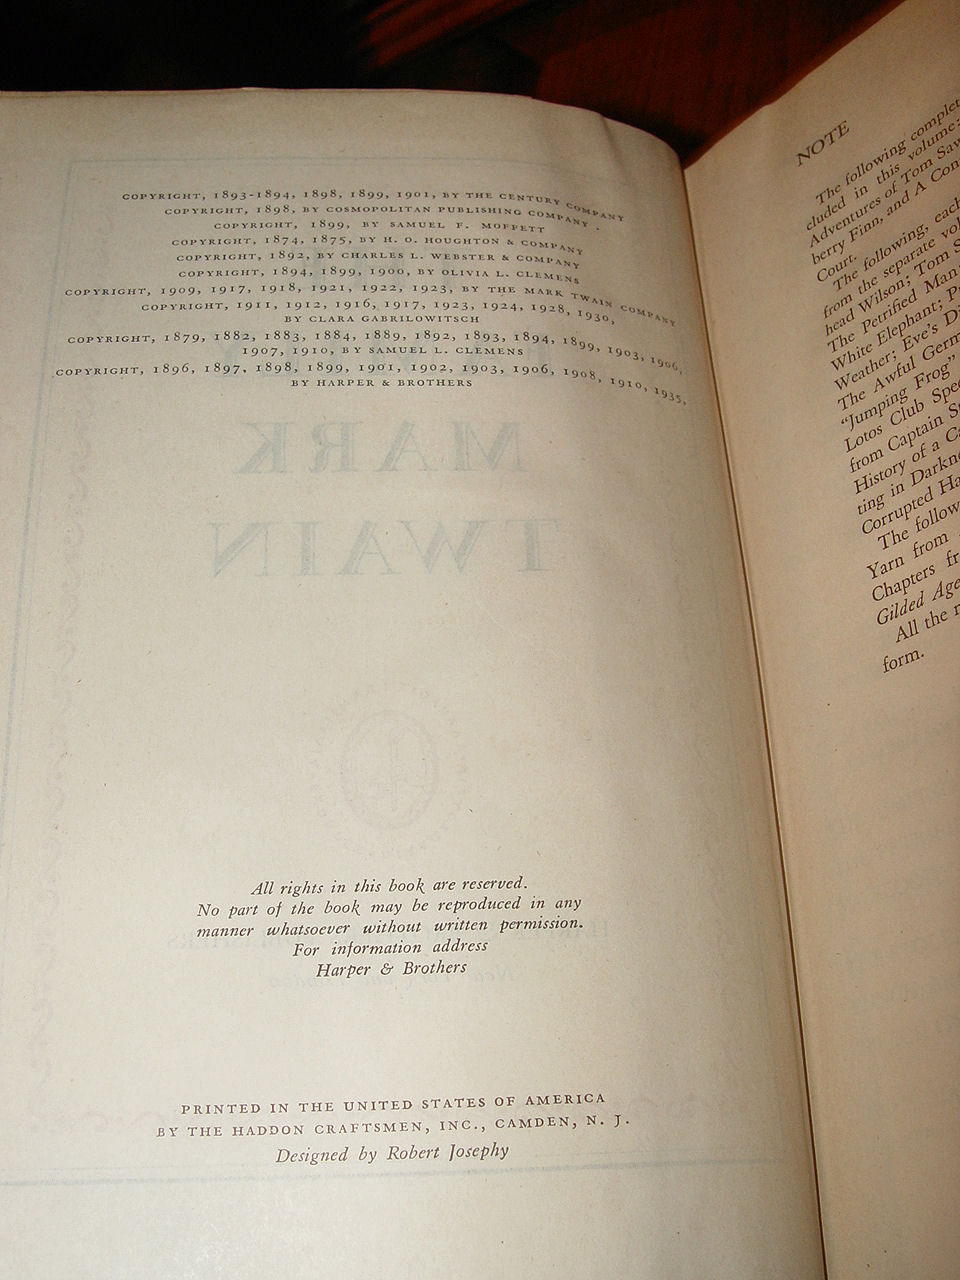 COPYRIGHT, 1893-1894, 1898, 1899, 1901, BY THE CENTURY COMPANY
COPYRIGHT, 1898, BY COSMOPOLITAN PUBLISHING COMPANY.
COPYRIGHT, 1899, BY SAMUEL F. MOFFETT
COPYRIGHT, 1874, 1875, BY H. O. HOUGHTON & COMPANY
COPYRIGHT, 1892, BY CHARLES L. WEBSTER & COMPANY
COPYRIGHT, 1894, 1899, 1900, BY OLIVIA L. CLEMENS
COPYRIGHT, 1909, 1917, 1918, 1921, 1922, 1923, BY THE MARK TWAIN COMPANY
COPYRIGHT, 1911, 1912, 1916, 1917, 1923, 1924, 1928, 1930,
BY CLARA GABRILOWITSCH
COPYRIGHT, 1879, 1882, 1883, 1884, 1889, 1892, 1893, 1894, 1899, 1903, 1906,
1907, 1910, BY SAMUEL L. CLEMENS
COPYRIGHT, 1896, 1897, 1898, 1899, 1901, 1902, 1903, 1906, 1908, 1910, 1935,
BY HARPER & BROTHERS
MARK
TWAIN
All rights in this book are reserved.
No part of the book may be reproduced in any
manner whatsoever without written permission.
For information address
Harper & Brothers
PRINTED IN THE UNITED STATES OF AMERICA
BY THE HADDON CRAFTSMEN, INC., CAMDEN, N. J.
Designed by Robert Josephy
NOTE
The following
cluded in this volume:
Adventures of Tom
berry Finn, and A
Court.
The following, each
from the separate
head Wilson; Tom
The Petrified Man;
White Elephant;
Weather; Eve's
The Awful
"Jumping Frog"
Lotos Club
from Captain
History of a
ting in
Corrupted
The
Yarn from
Chapters
Gilded Age
All the
form.